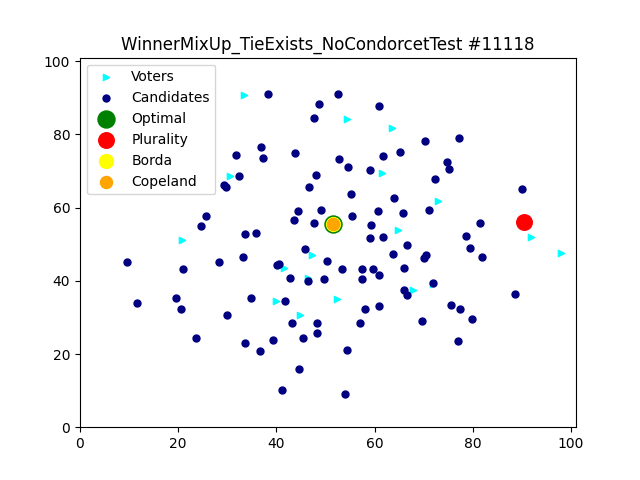 WinnerMixUp_TieExists_NoCondorcetTest #11118
Voters
Candidates
Optimal
Plurality
Borda
Copeland
100
80
60
40
20
0
0 20 40 60 80 100